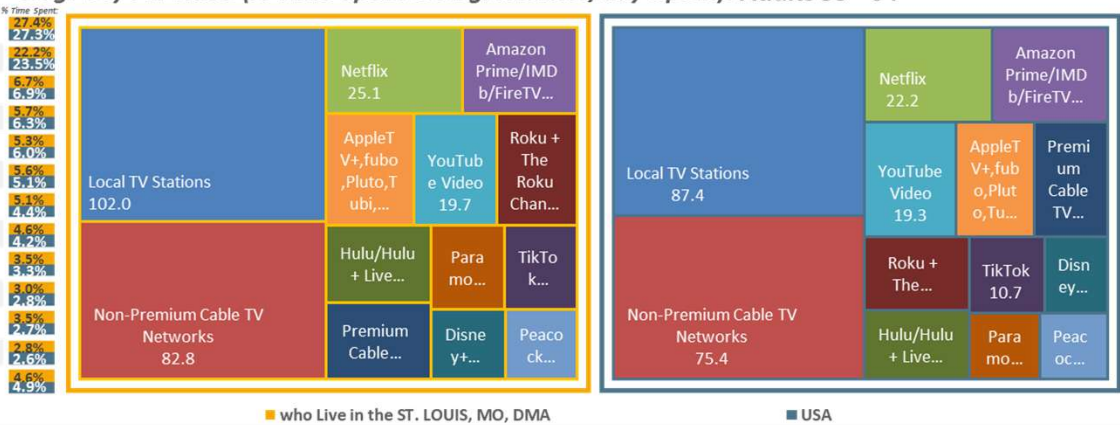 % Time Spent:
27.4%
27.3%
22.2%
23.5%
6.7%
6.9%
5.7%
6.3%
5.3%
6.0%
5.6%
5.1%
5.1%
4.4%
4.6%
4.2%
3.5%
3.3%
3.0%
2.8%
3.5%
2.7%
2.8%
2.6%
4.6%
4.9%
Local TV Stations
102.0
Non-Premium Cable TV
Networks
82.8
Netflix
25.1
Amazon
Prime/IMD
b/FireTV...
AppleT
V+,fubo
,Pluto,T
ubi,...
YouTub
e Video
19.7
Roku +
The
Roku
Chan...
Hulu/Hulu
+ Live...
Para
mo...
TikTo
k...
Premium
Cable...
Disne
y+...
Peaco
ck...
Local TV Stations
87.4
Non-Premium Cable TV
Networks
75.4
Netflix
22.2
Amazon
Prime/IMD
b/FireTV...
YouTube
Video
19.3
AppleT
V+,fub
o,Plut
o,Tu...
Premi
um
Cable
TV...
Roku +
The...
TikTok
10.7
Disn
ey...
Hulu/Hulu
+ Live...
Para
mo...
Peac
oc...
who Live in the ST. LOUIS, MO, DMA
USA